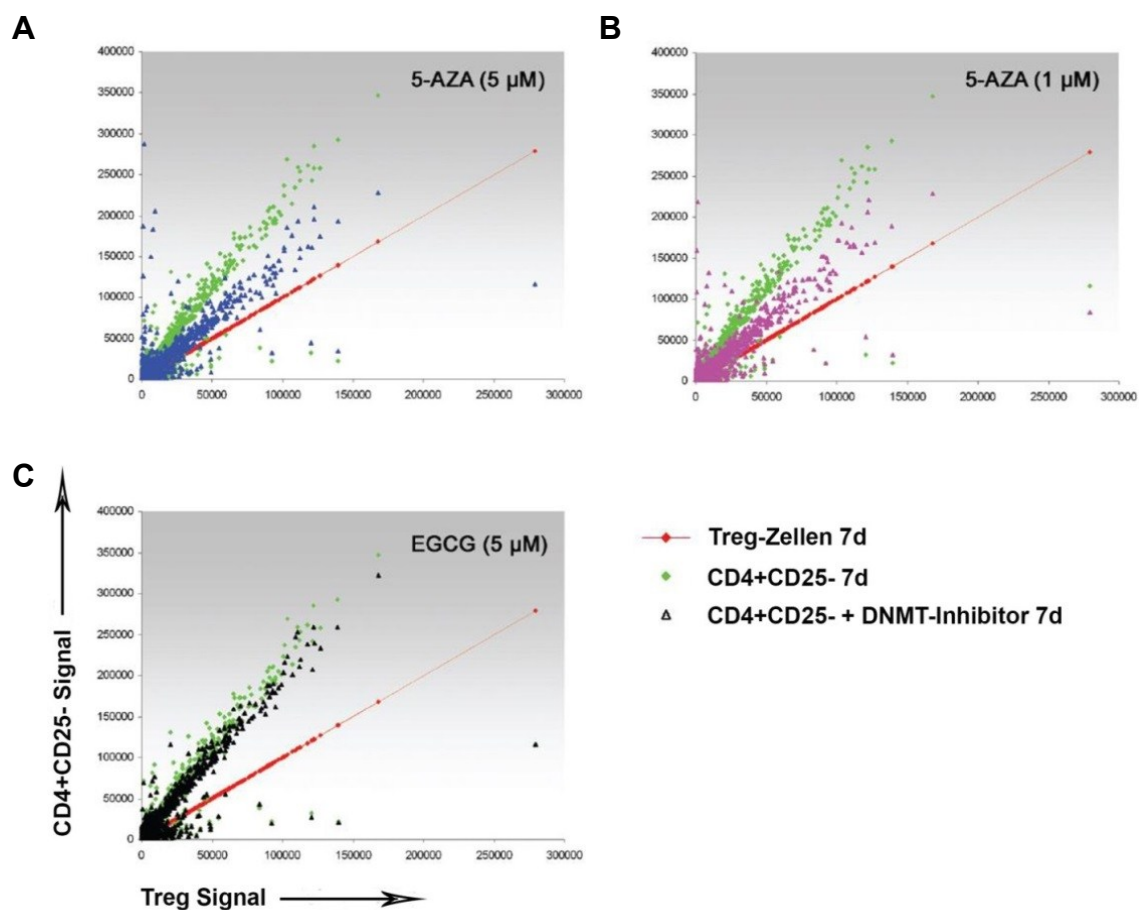 A
B
5-AZA (5 µM)
400000
350000
300000
250000
200000
150000
100000
50000
0
0 50000 100000 150000 200000 250000 300000
5-AZA (1 µM)
400000
350000
300000
250000
200000
150000
100000
50000
0
0 50000 100000 150000 200000 250000 300000
C
EGCG (5 µM)
400000
350000
300000
250000
200000
150000
100000
50000
0
0 50000 100000 150000 200000 250000 300000
CD4+CD25- Signal
Treg Signal
Treg-Zellen 7d
CD4+CD25- 7d
CD4+CD25- + DNMT-Inhibitor 7d